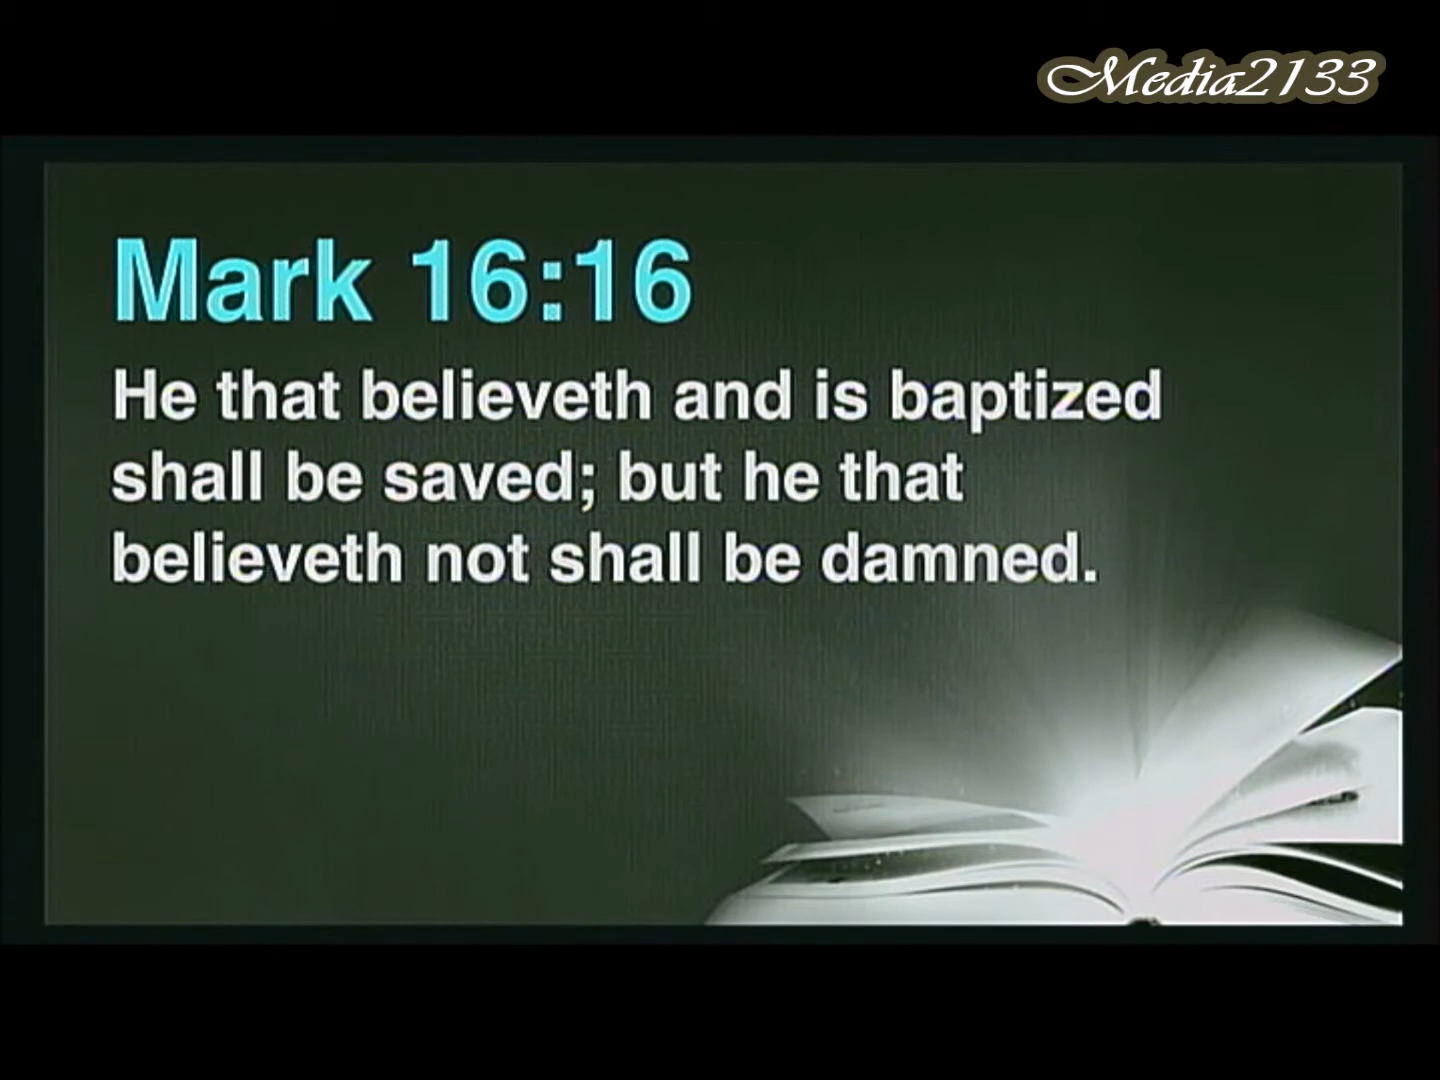 Media2133
Mark 16:16
He that believeth and is baptized
shall be saved; but he that
believeth not shall be damned.